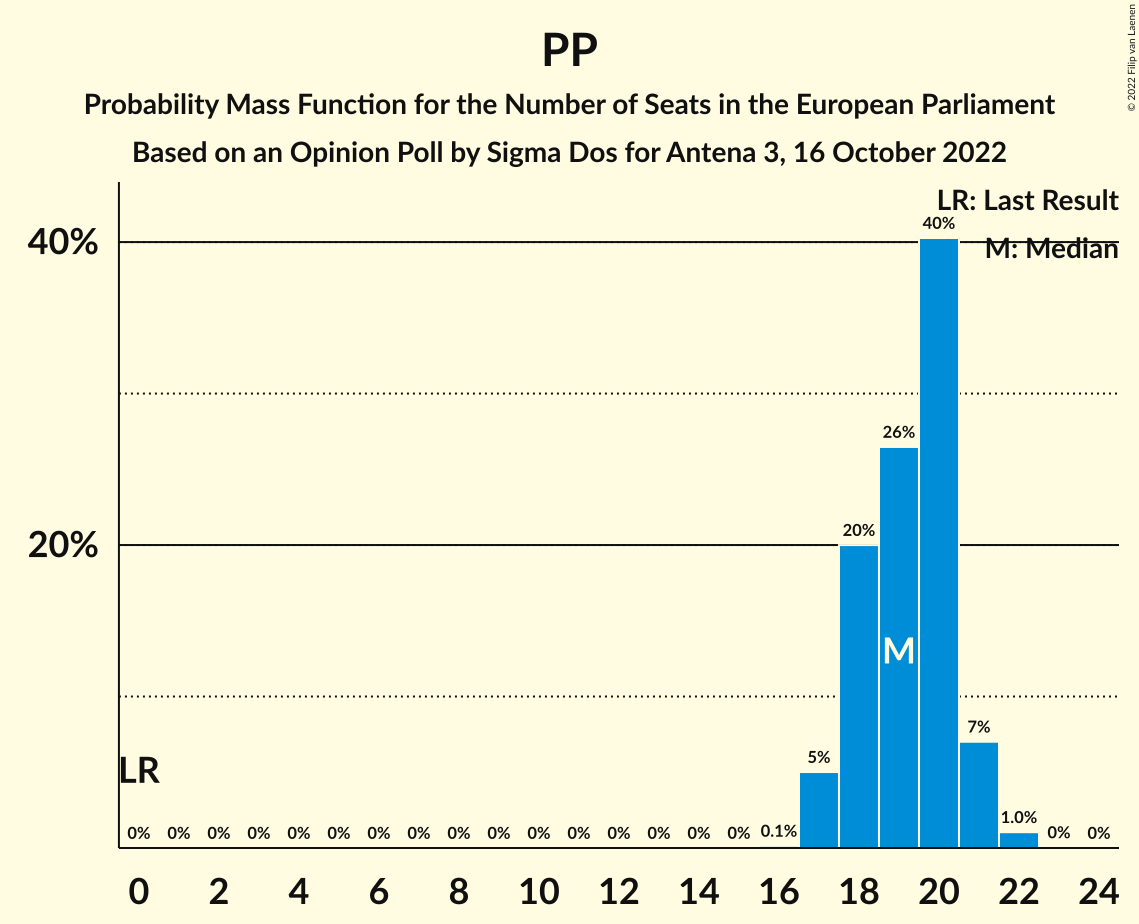 PP
Probability Mass Function for the Number of Seats in the European Parliament
Based on an Opinion Poll by Sigma Dos for Antena 3, 16 October 2022
© 2022 Filip van Laenen
LR: Last Result
M: Median
40%
20%
40%
26%
20%
M
7%
5%
LR
0% 0% 0% 0% 0% 0% 0% 0% 0% 0% 0% 0% 0% 0% 0% 0% 0.1% 1.0% 0% 0%
0 2 4 6 8 10 12 14 16 18 20 22 24